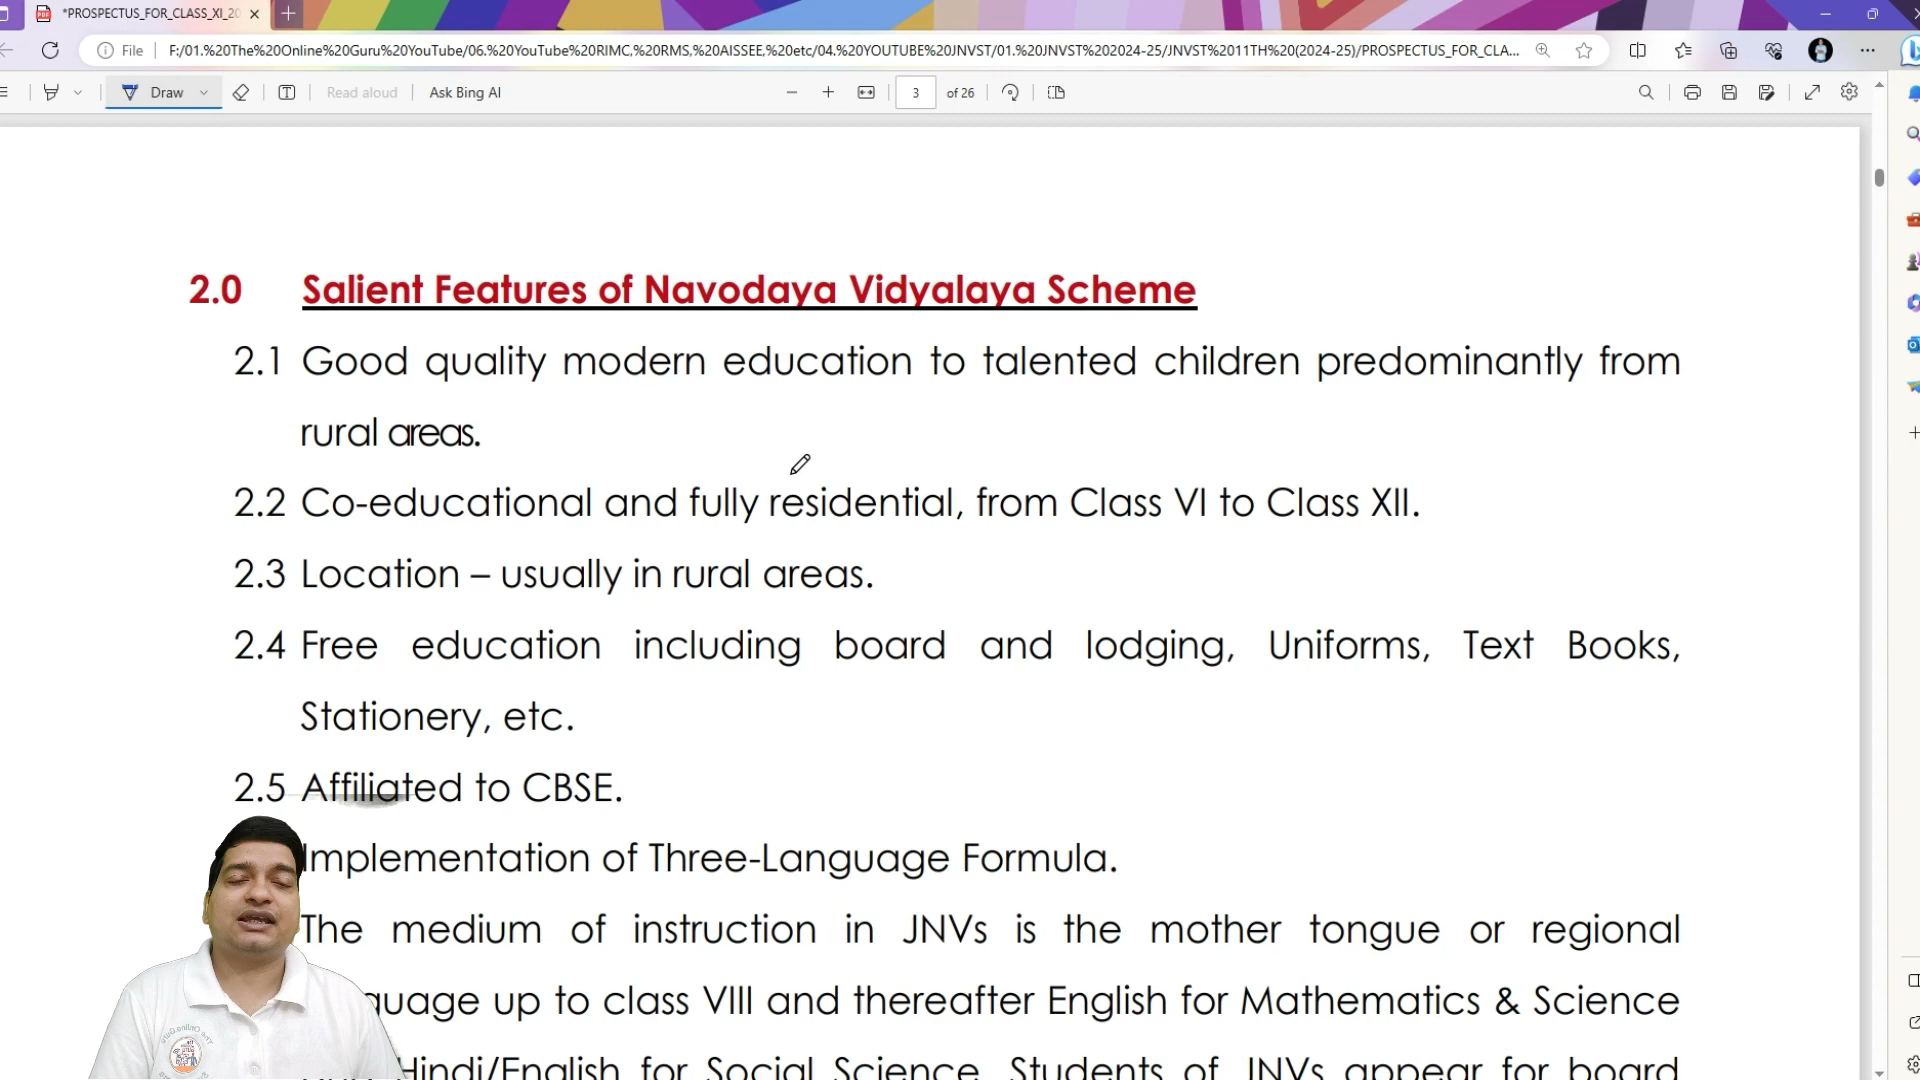 *PROSPECTUS_FOR_CLASS_XI_20
File F:/01.%20The%20Online%20Guru%20YouTube/06.%20YouTube%20RIMC,%20RMS,%20AISSEE,%20etc/04.%20YOUTUBE%20JNVST/01.%20JNVST%202024-25/JNVST%2011TH%20(2024-25)/PROSPECTUS_FOR_CLA...
Draw Read aloud Ask Bing AI 3 of 26
2.0 Salient Features of Navodaya Vidyalaya Scheme
2.1 Good quality modern education to talented children predominantly from
rural areas.
2.2 Co-educational and fully residential, from Class VI to Class XII.
2.3 Location – usually in rural areas.
2.4 Free education including board and lodging, Uniforms, Text Books,
Stationery, etc.
2.5 Affiliated to CBSE.
Implementation of Three-Language Formula.
The medium of instruction in JNVs is the mother tongue or regional
guage up to class VIII and thereafter English for Mathematics & Science
Hindi/English for Social Science. Students of JNVs appear for board